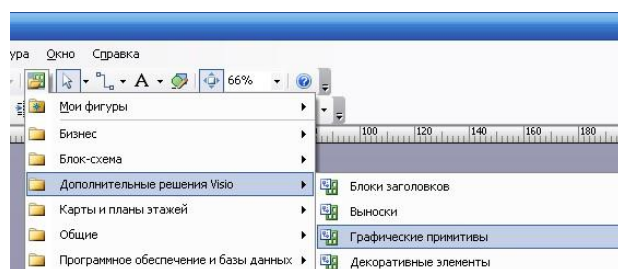 ура Окно Справка
A 66%
Мои фигуры
100 120 140 160 180
Бизнес
Блок-схема
Дополнительные решения Visio
Блоки заголовков
Карты и планы этажей
Выноски
Общие
Графические примитивы
Программное обеспечение и базы данных
Декоративные элементы